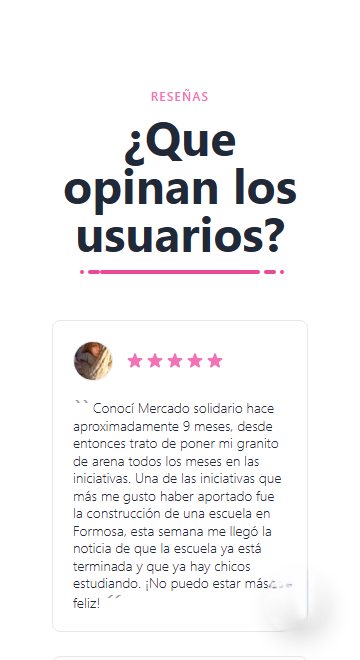 RESEÑAS
¿Que
opinan los
usuarios?
`` Conocí Mercado solidario hace
aproximadamente 9 meses, desde
entonces trato de poner mi granito
de arena todos los meses en las
iniciativas. Una de las iniciativas que
más me gusto haber aportado fue
la construcción de una escuela en
Formosa, esta semana me llegó la
noticia de que la escuela ya está
terminada y que ya hay chicos
estudiando. ¡No puedo estar más
feliz! ´´